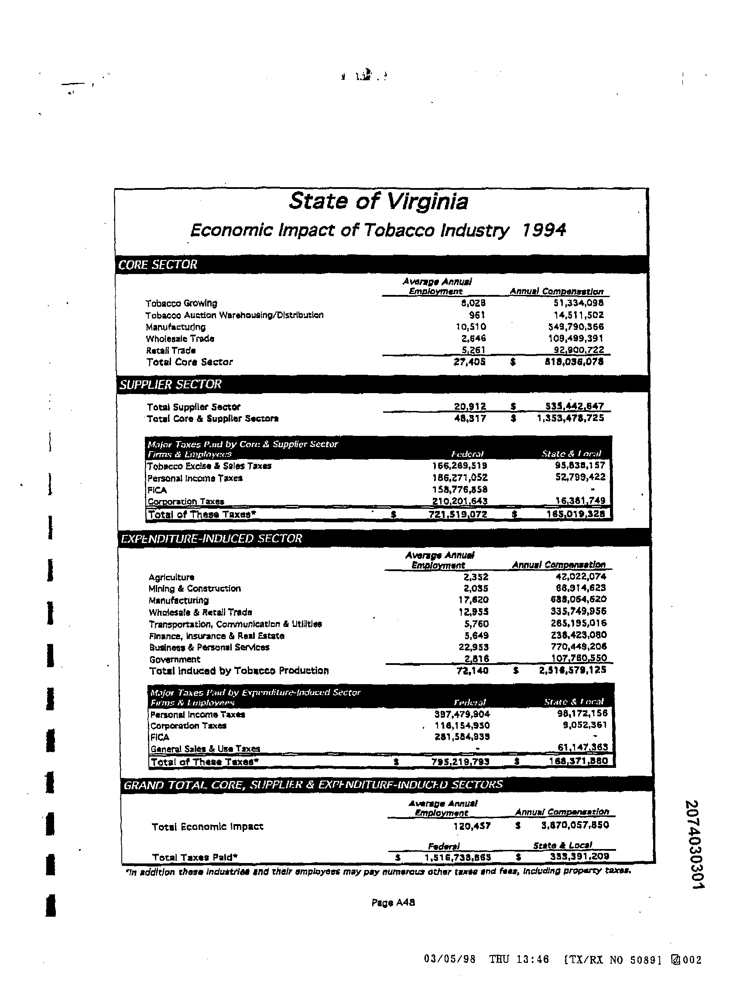 State of Virginia
Economic Impact of Tobacco Industry 1994
CORE SECTOR
Average Annual
Employment Annual Compensation
Tobacco Growing 8,028 51,334,098
Tobacco Auction Warehousing/Distribution 961 14,511,502
Manufacturing 10,510 549,790,366
Wholesale Trade 2,646 109,499,391
Retail Trade 5,261 92,900,722
Total Core Sector 27,405 $ 818,036,078
SUPPLIER SECTOR
Total Supplier Sector 20,912 $ 535,442,647
Total Core & Supplier Sectors 48,317 $ 1,353,478,725
Major Taxes Paid by Core & Supplier Sector
Firms & Employees Federal State & Local
Tobacco Excise & Sales Taxes 166,269,519 95,838,157
Personal Income Taxes 186,271,052 52,799,422
FICA 158,776,858 -
Corporation Taxes 210,201,643 16,381,749
Total of These Taxes* $ 721,519,072 $ 165,019,328
EXPENDITURE-INDUCED SECTOR
Average Annual
Employment Annual Compensation
Agriculture 2,352 42,022,074
Mining & Construction 2,035 66,914,623
Manufacturing 17,620 688,064,620
Wholesale & Retail Trade 12,955 335,749,956
Transportation, Communication & Utilities 5,760 265,195,016
Finance, Insurance & Real Estate 5,649 238,423,080
Business & Personal Services 22,953 770,449,206
Government 2,816 107,760,550
Total Induced by Tobacco Production 72,140 $ 2,516,579,125
Major Taxes Paid by Expenditure-Induced Sector
Firms & Employees Federal State & Local
Personal Income Taxes 397,479,904 98,172,156
Corporation Taxes 116,154,950 9,052,361
FICA 281,584,939 -
General Sales & Use Taxes - 61,147,363
Total of These Taxes* $ 795,219,793 $ 168,371,880
GRAND TOTAL CORE, SUPPLIER & EXPENDITURE-INDUCED SECTORS
Average Annual
Employment Annual Compensation
Total Economic Impact 120,457 $ 3,870,057,850
Federal State & Local
Total Taxes Paid* $ 1,516,738,865 $ 333,391,209
*In addition these industries and their employees may pay numerous other taxes and fees, including property taxes.
Page A48
2074030301
03/05/98 THU 13:46 [TX/RX NO 5089] 002